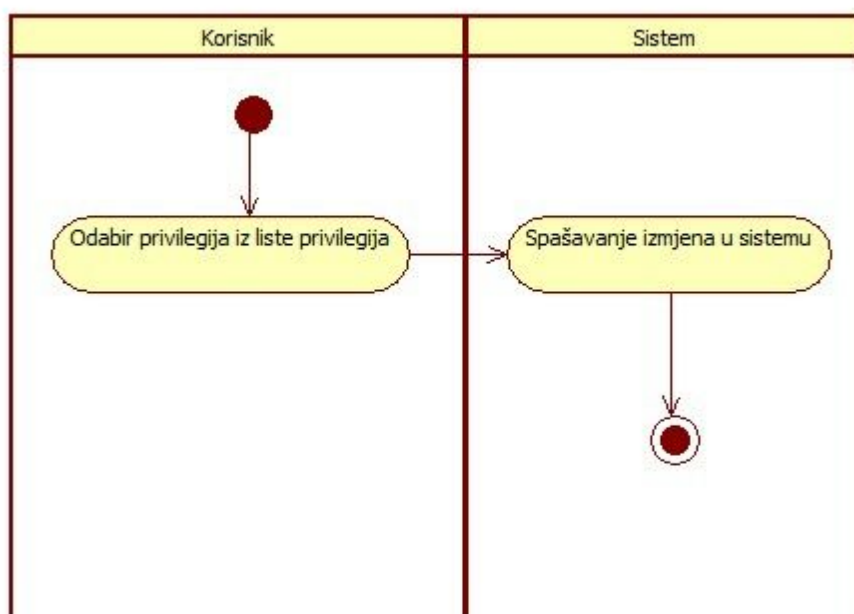 Korisnik
Sistem
Odabir privilegija iz liste privilegija
Spašavanje izmjena u sistemu